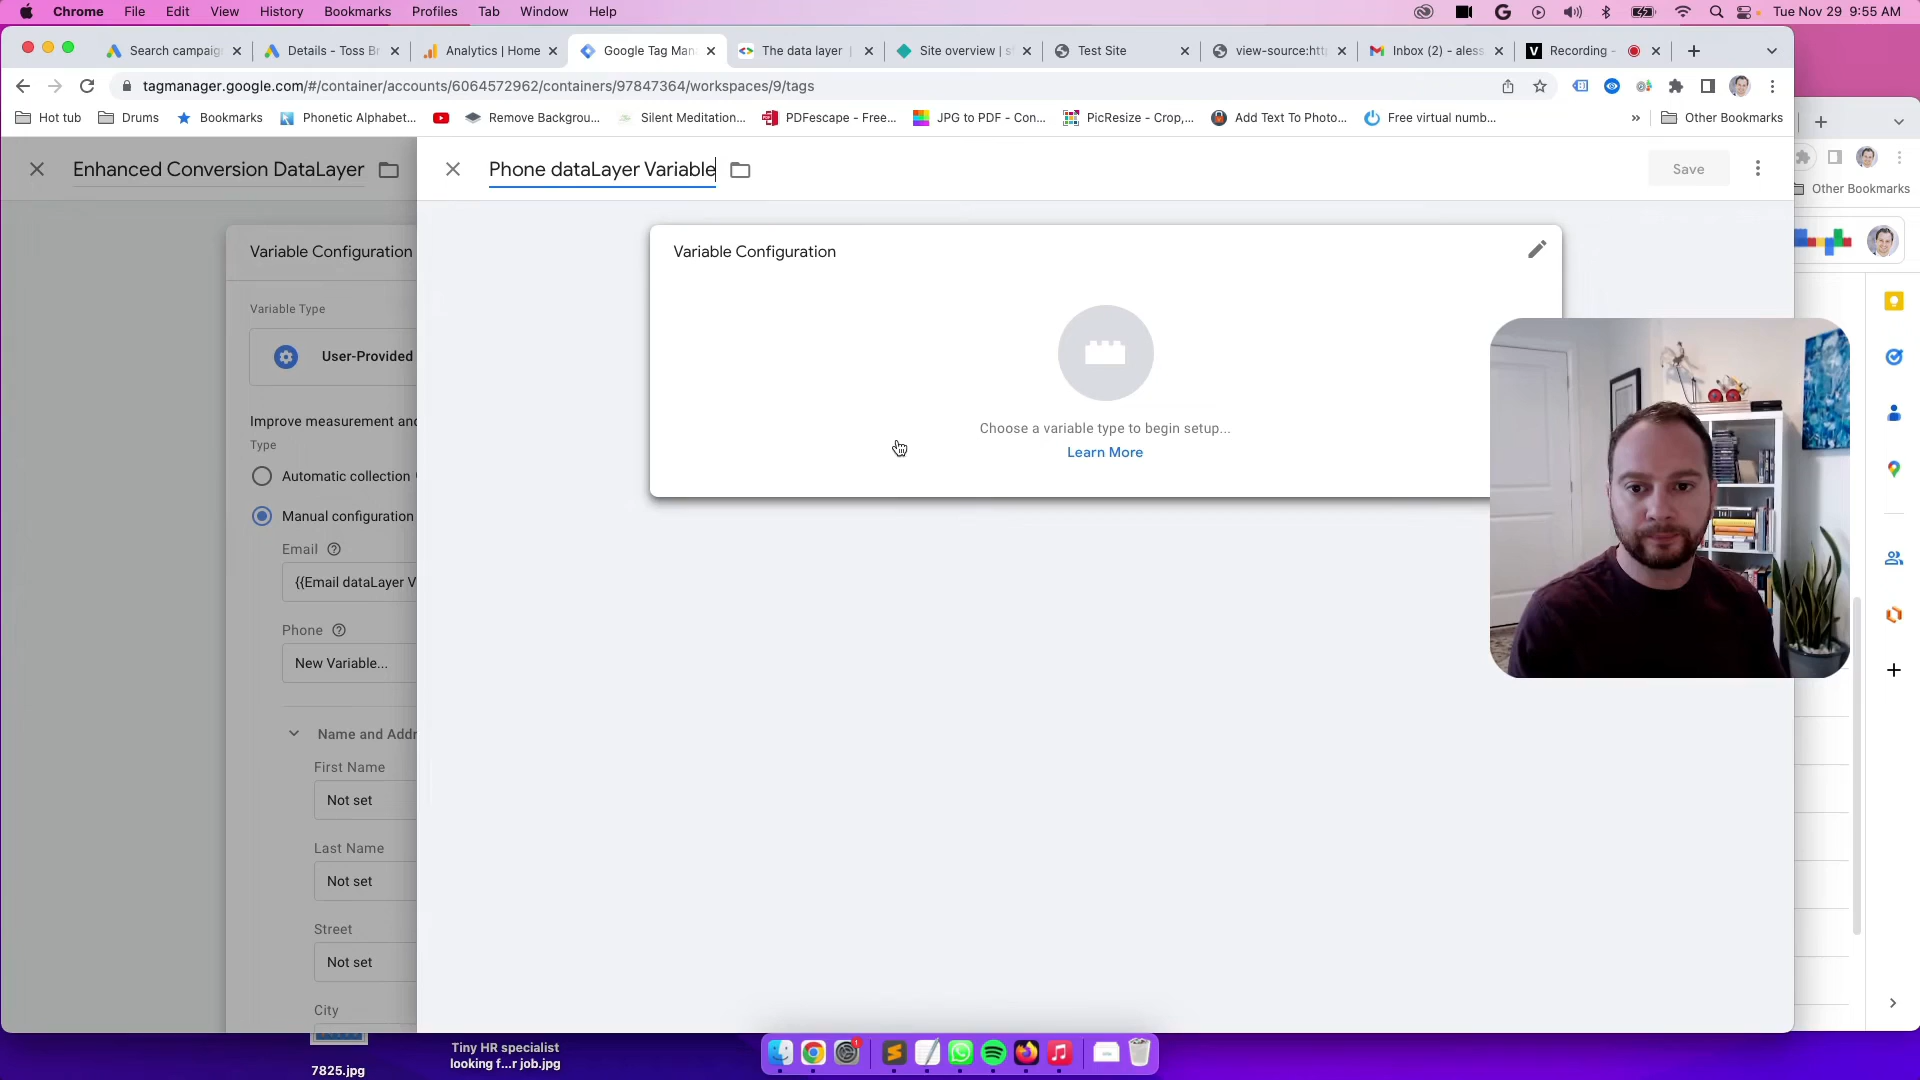 Chrome File Edit View History Bookmarks Profiles Tab Window Help Tue Nov 29 9:55 AM
Search campaig Details - Toss Br Analytics | Home Google Tag Man The data layer | Site overview | s Test Site view-source:htt Inbox (2) - aless Recording -
tagmanager.google.com/#/container/accounts/6064572962/containers/97847364/workspaces/9/tags
Hot tub Drums Bookmarks Phonetic Alphabet... Remove Backgrou... Silent Meditation... PDFescape - Free... JPG to PDF - Con... PicResize - Crop,... Add Text To Photo... Free virtual numb... » Other Bookmarks
Other Bookmarks
Enhanced Conversion DataLayer
Phone dataLayer Variable
Save
Variable Configuration
Variable Type
User-Provided
Improve measurement and
Type
Automatic collection
Manual configuration
Email
{{Email dataLayer V
Phone
New Variable...
Name and Addr
First Name
Not set
Last Name
Not set
Street
Not set
City
Variable Configuration
Choose a variable type to begin setup...
Learn More
7825.jpg
Tiny HR specialist
looking f...r job.jpg